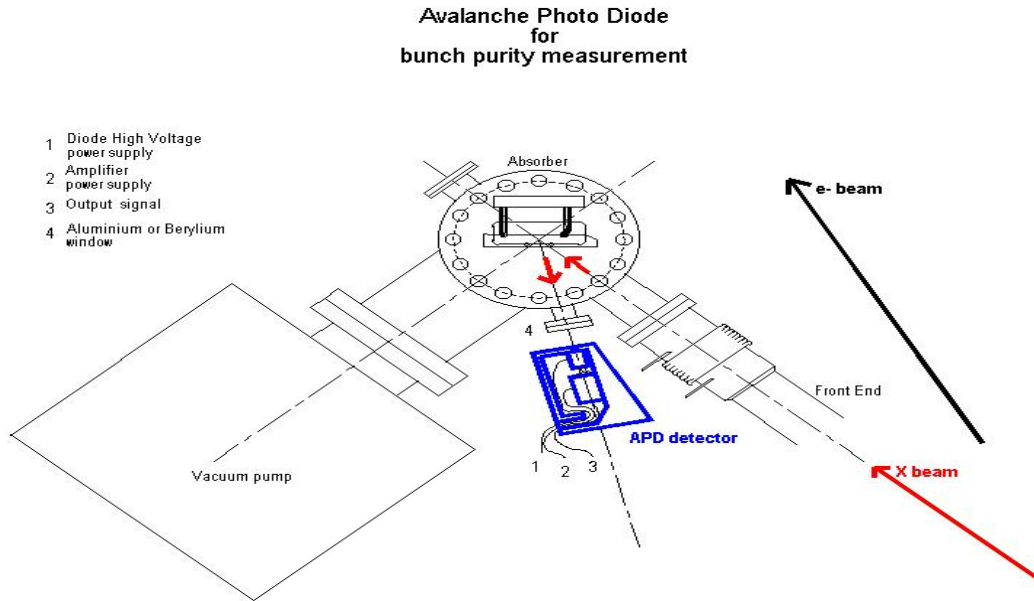 Avalanche Photo Diode
for
bunch purity measurement
1 Diode High Voltage
power supply
2 Amplifier
power supply
3 Output signal
4 Aluminium or Berylium
window
Absorber
e- beam
4
Front End
APD detector
1 2 3
X beam
Vacuum pump